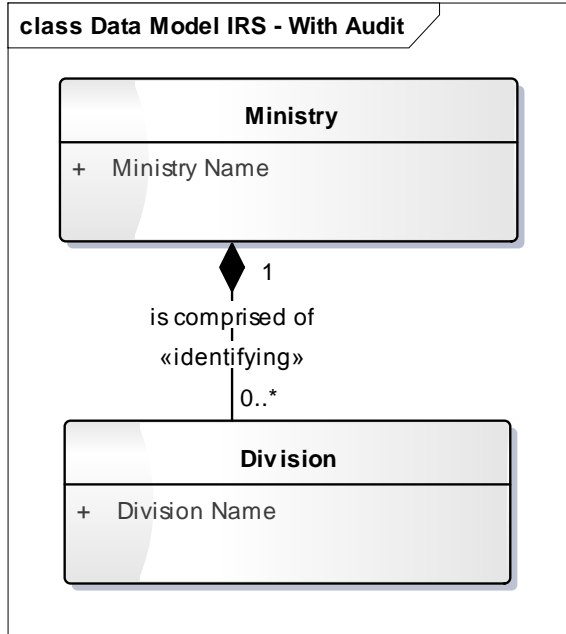 class Data Model IRS - With Audit
Ministry
+ Ministry Name
1
is comprised of
«identifying»
0..*
Division
+ Division Name